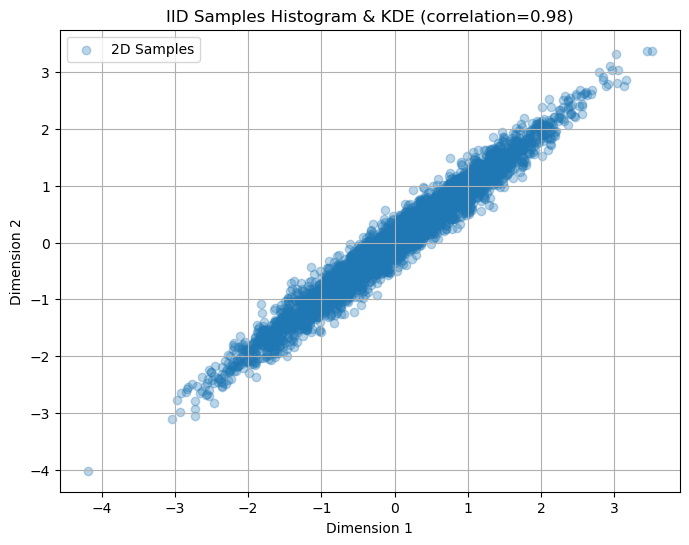 IID Samples Histogram & KDE (correlation=0.98)
2D Samples
Dimension 2
3
2
1
0
−1
−2
−3
−4
−4 −3 −2 −1 0 1 2 3
Dimension 1